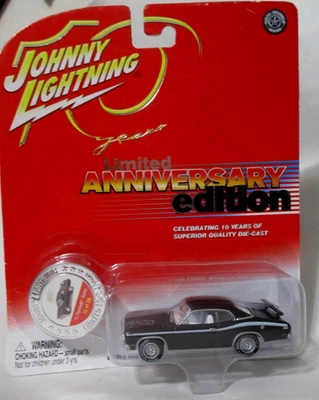 JOHNNY
LIGHTNING
years
Limited
ANNIVERSARY
edition
CELEBRATING 10 YEARS OF
SUPERIOR QUALITY DIE-CAST
WARNING:
CHOKING HAZARD—small parts.
Not for children under 3 yrs.